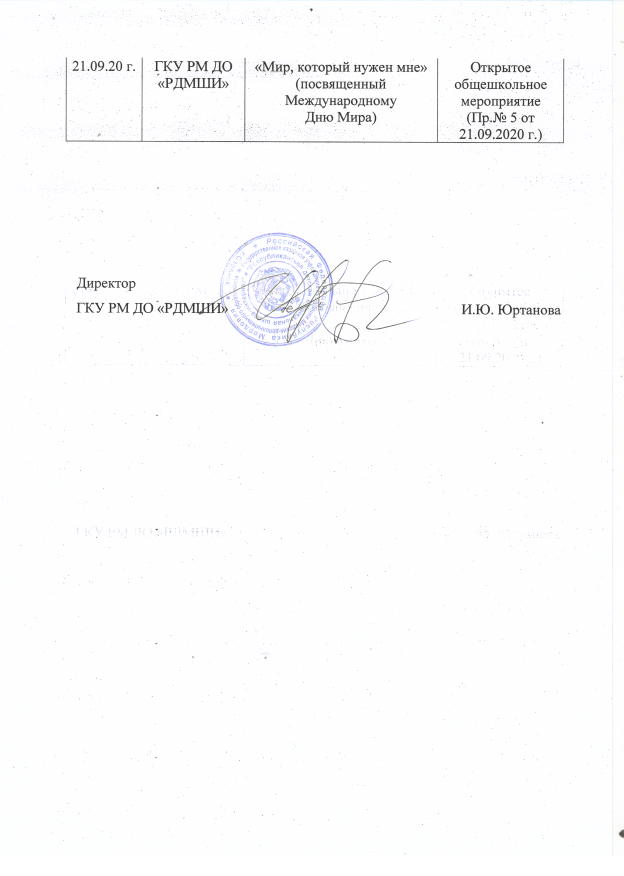 21.09.20 г.
ГКУ РМ ДО
«РДМШИ»
«Мир, который нужен мне»
(посвященный
Международному
Дню Мира)
Открытое
общешкольное
мероприятие
(Пр.№ 5 от
21.09.2020 г.)
Директор
ГКУ РМ ДО «РДМШИ»
И.Ю. Юртанова